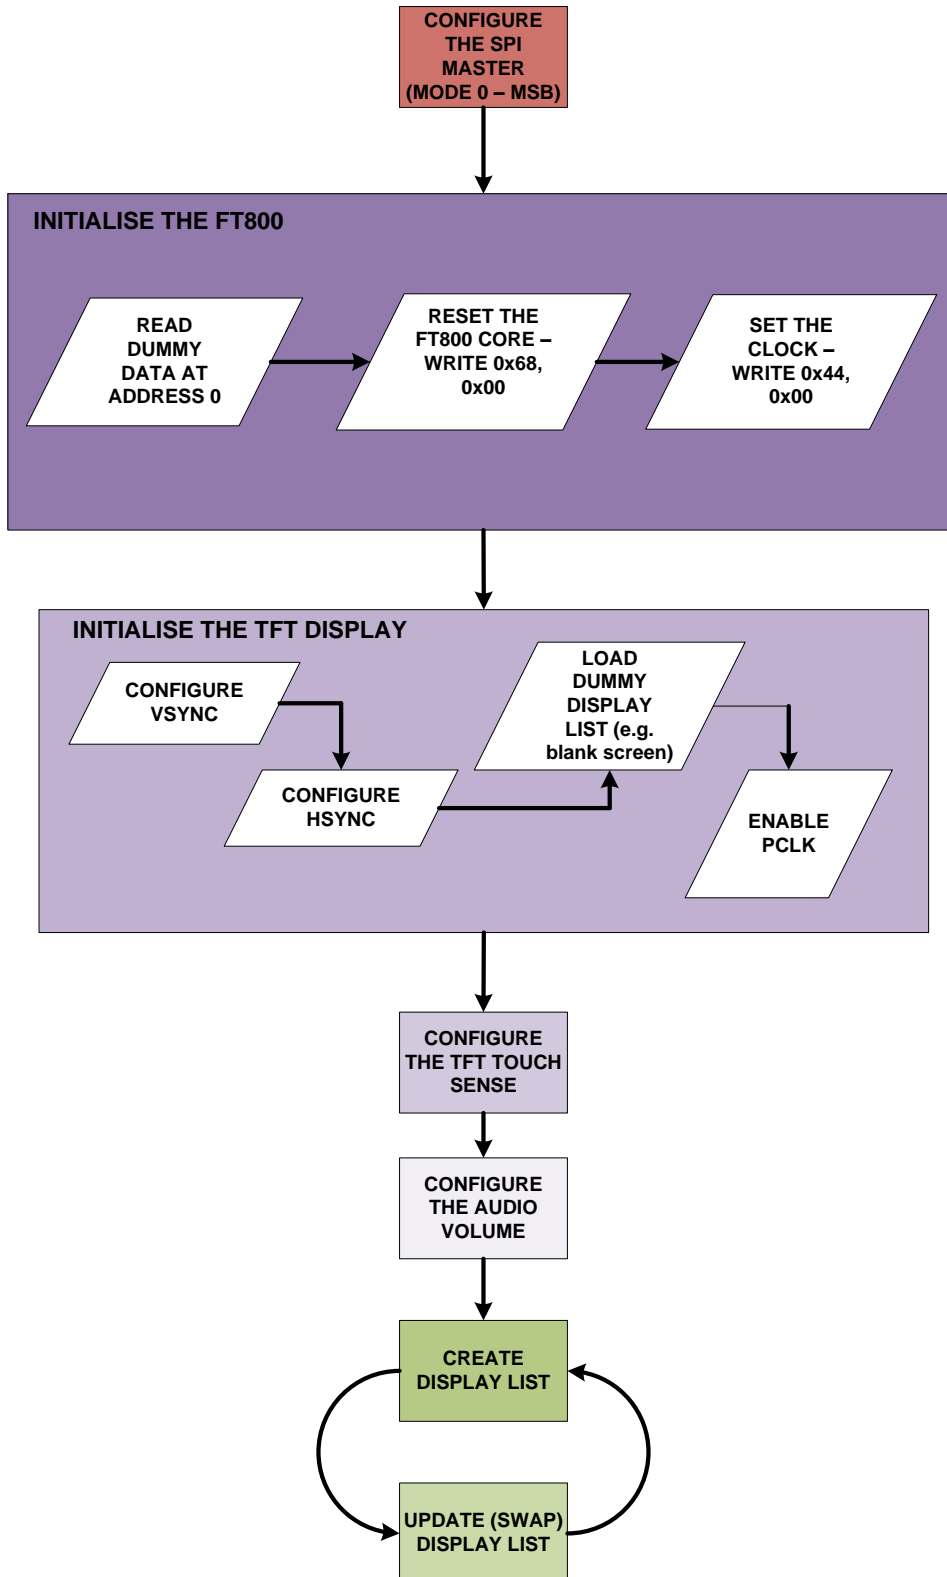 CONFIGURE
THE SPI
MASTER
(MODE 0 – MSB)
INITIALISE THE FT800
READ
DUMMY
DATA AT
ADDRESS 0
RESET THE
FT800 CORE –
WRITE 0x68,
0x00
SET THE
CLOCK –
WRITE 0x44,
0x00
INITIALISE THE TFT DISPLAY
CONFIGURE
VSYNC
CONFIGURE
HSYNC
LOAD
DUMMY
DISPLAY
LIST (e.g.
blank screen)
ENABLE
PCLK
CONFIGURE
THE TFT TOUCH
SENSE
CONFIGURE
THE AUDIO
VOLUME
CREATE
DISPLAY LIST
UPDATE (SWAP)
DISPLAY LIST